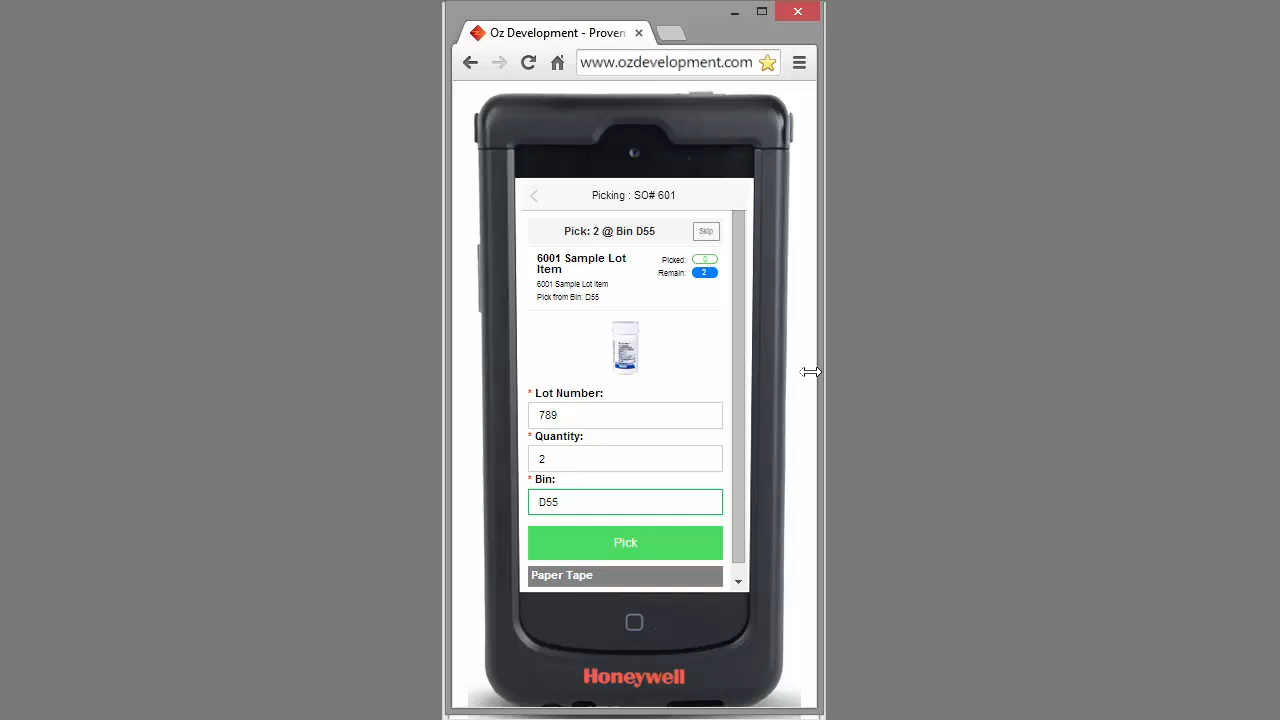 Oz Development - Proven
www.ozdevelopment.com
Picking : SO# 601
Pick: 2 @ Bin D55
Skip
6001 Sample Lot
Item
Picked: 0
Remain: 2
6001 Sample Lot Item
Pick from Bin: D55
* Lot Number:
789
* Quantity:
2
* Bin:
D55
Pick
Paper Tape
Honeywell